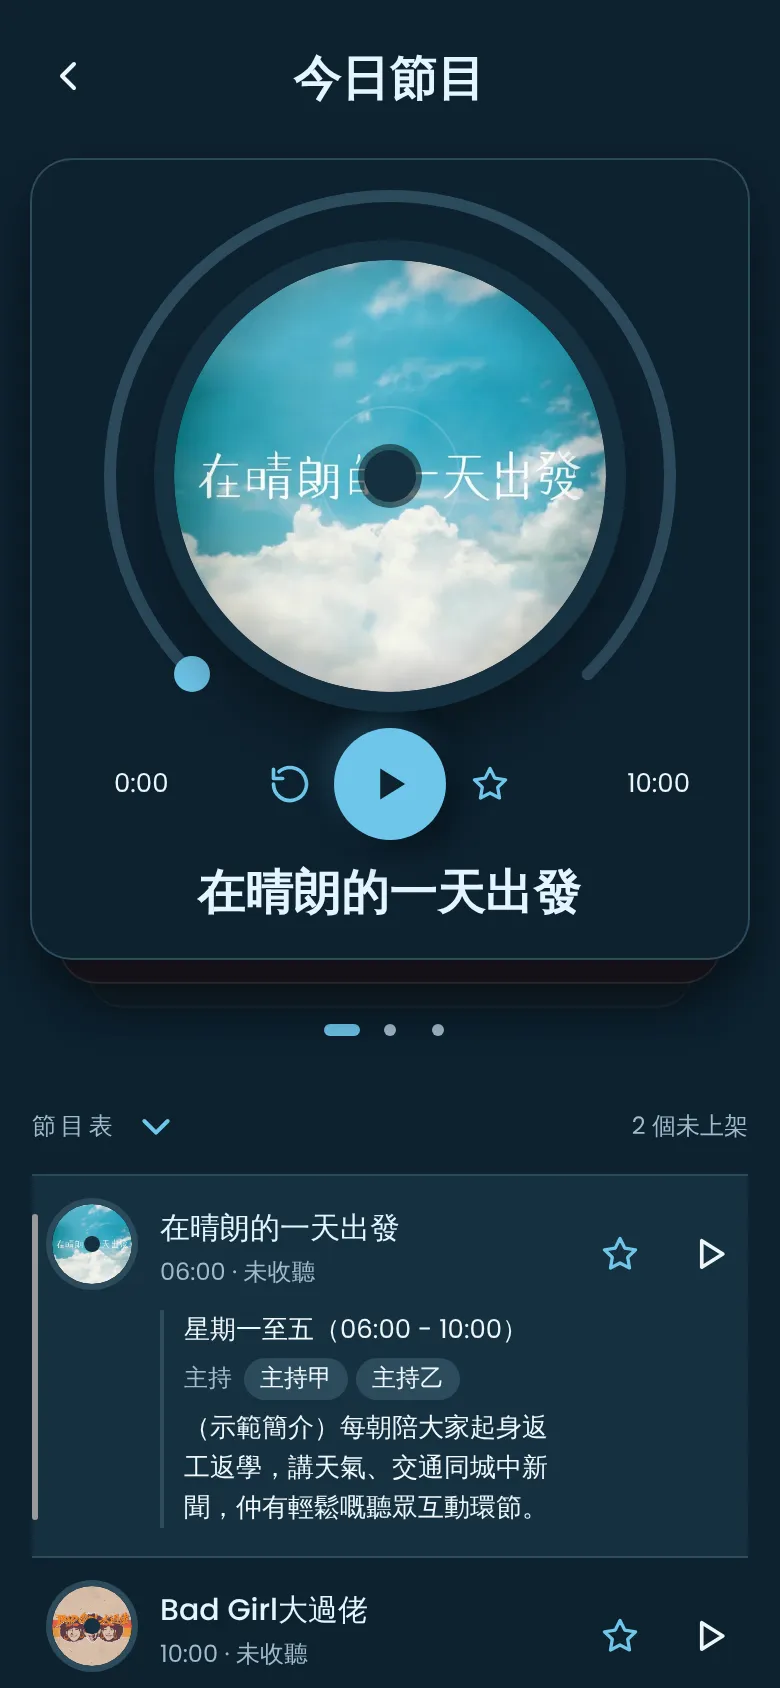 今日節目
在晴朗的一天出發
0:00
10:00
在晴朗的一天出發
節目表
2 個未上架
在晴朗的一天出發
06:00 · 未收聽
星期一至五（06:00 - 10:00）
主持 主持甲 主持乙
（示範簡介）每朝陪大家起身返
工返學，講天氣、交通同城中新
聞，仲有輕鬆嘅聽眾互動環節。
Bad Girl大過佬
10:00 · 未收聽